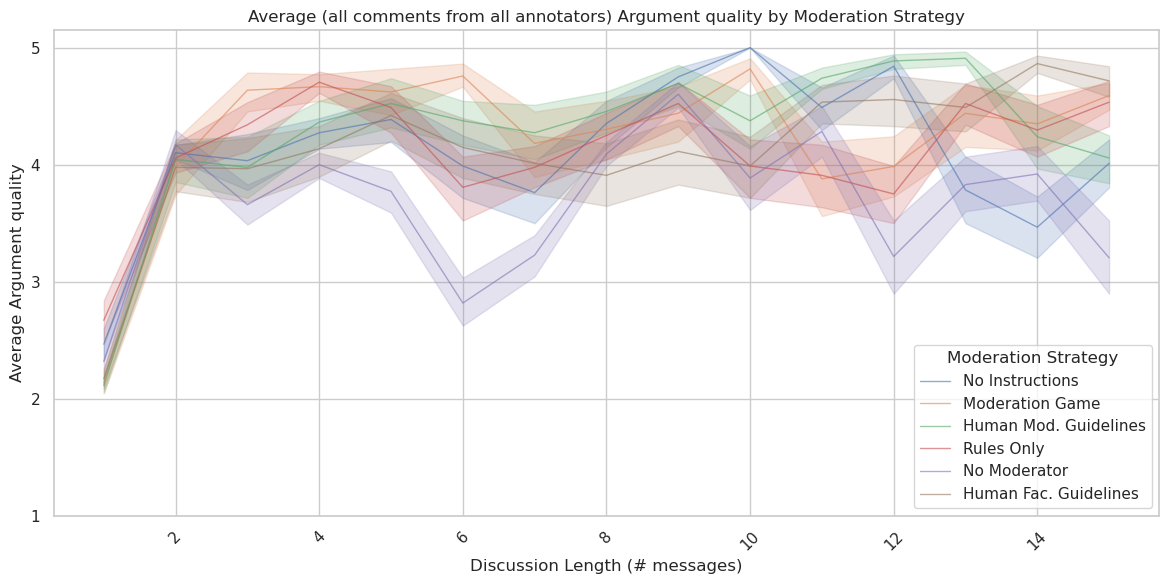 Average (all comments from all annotators) Argument quality by Moderation Strategy
Average Argument quality
5
4
3
2
1
2
4
6
8
10
12
14
Discussion Length (# messages)
Moderation Strategy
No Instructions
Moderation Game
Human Mod. Guidelines
Rules Only
No Moderator
Human Fac. Guidelines